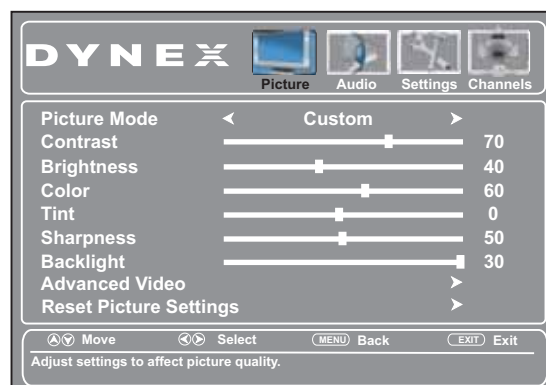 DYNEX
Picture Audio Settings Channels
Picture Mode Custom
Contrast 70
Brightness 40
Color 60
Tint 0
Sharpness 50
Backlight 30
Advanced Video
Reset Picture Settings
Move Select MENU Back EXIT Exit
Adjust settings to affect picture quality.